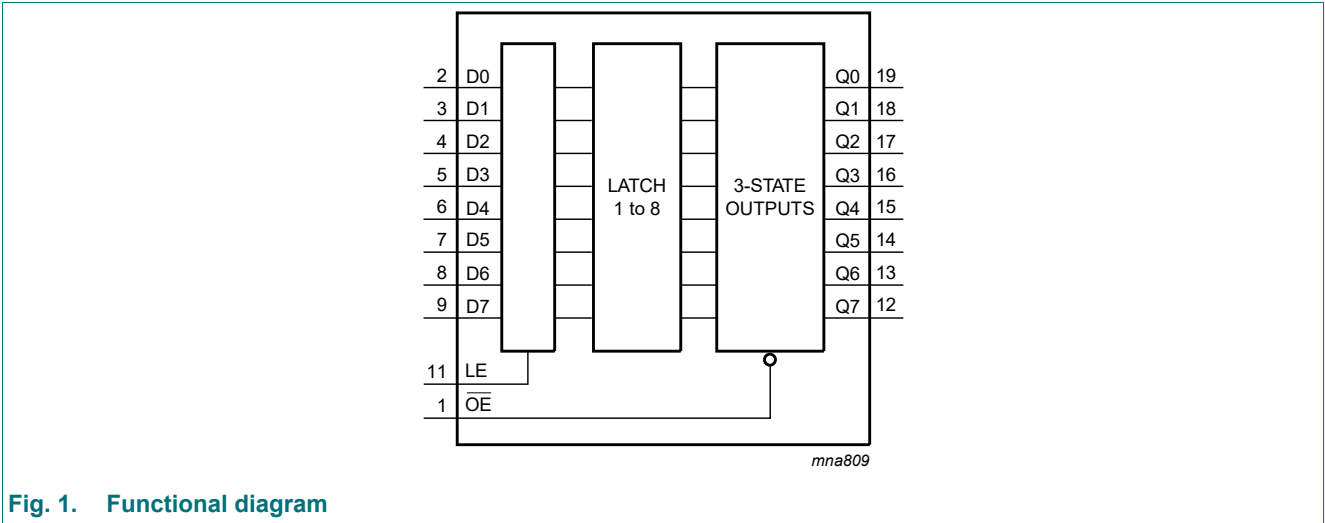 2 D0 Q0 19
3 D1 Q1 18
4 D2 Q2 17
5 D3 Q3 16
6 D4 Q4 15
7 D5 Q5 14
8 D6 Q6 13
9 D7 Q7 12
LATCH
1 to 8
3-STATE
OUTPUTS
11 LE
1 O̅E̅
mna809
Fig. 1. Functional diagram